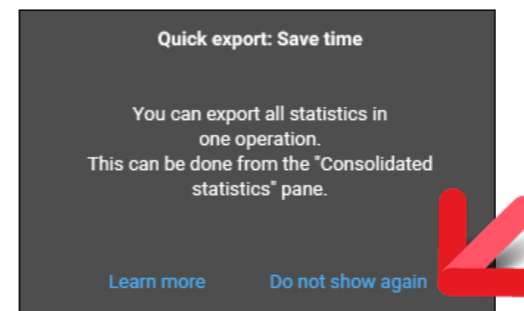 Quick export: Save time
You can export all statistics in
one operation.
This can be done from the "Consolidated
statistics" pane.
Learn more
Do not show again